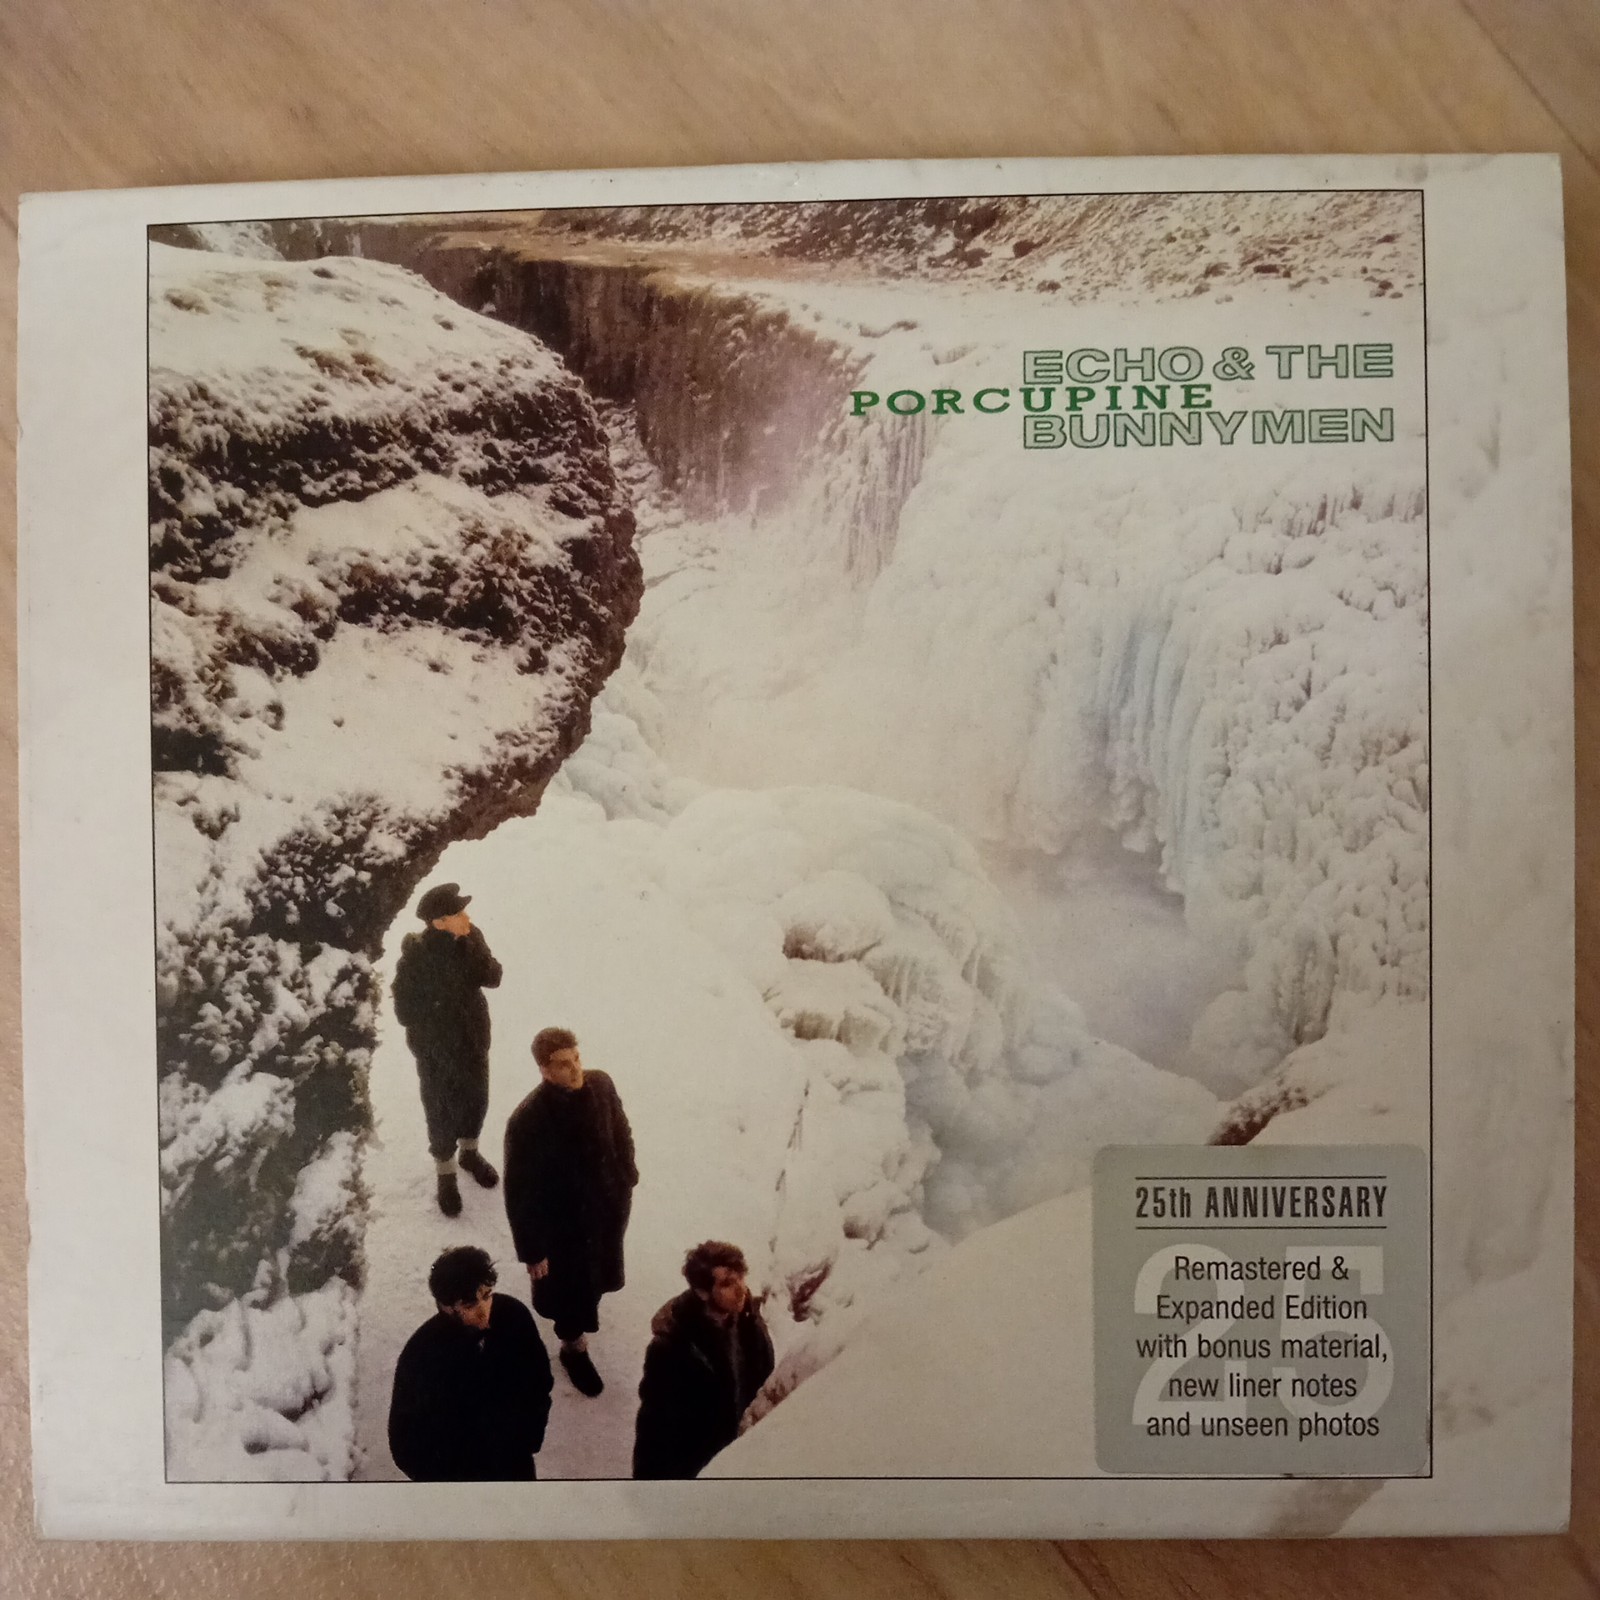 ECHO & THE
PORCUPINE
BUNNYMEN
25th ANNIVERSARY
25
Remastered &
Expanded Edition
with bonus material,
new liner notes
and unseen photos